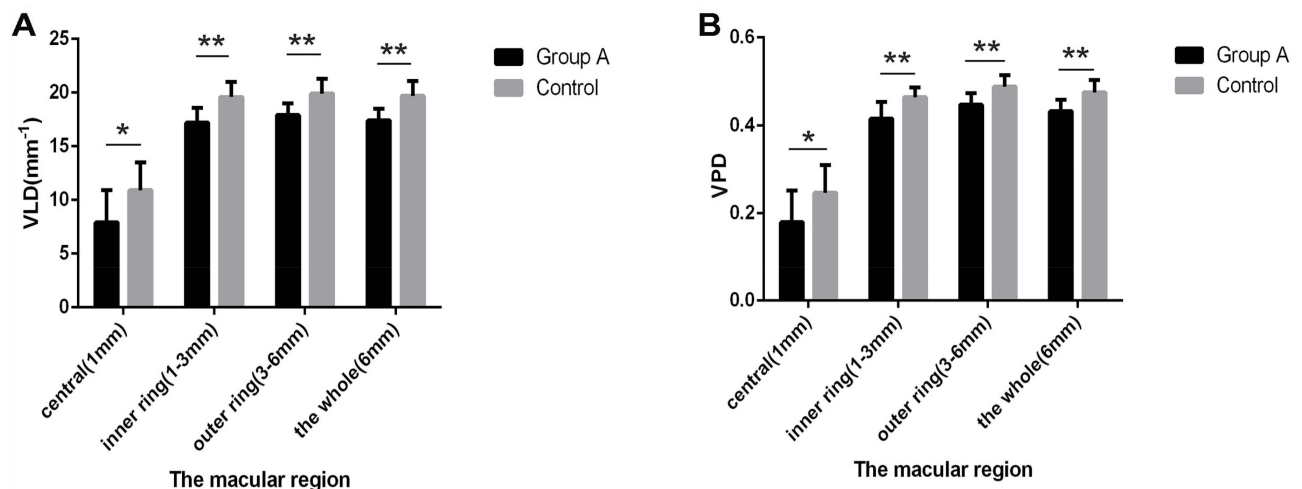 A
VLD(mm⁻¹)
25
20
15
10
5
0
*
**
**
**
Group A
Control
central(1mm)
inner ring(1-3mm)
outer ring(3-6mm)
the whole(6mm)
The macular region
B
VPD
0.6
0.4
0.2
0.0
*
**
**
**
Group A
Control
central(1mm)
inner ring(1-3mm)
outer ring(3-6mm)
the whole(6mm)
The macular region